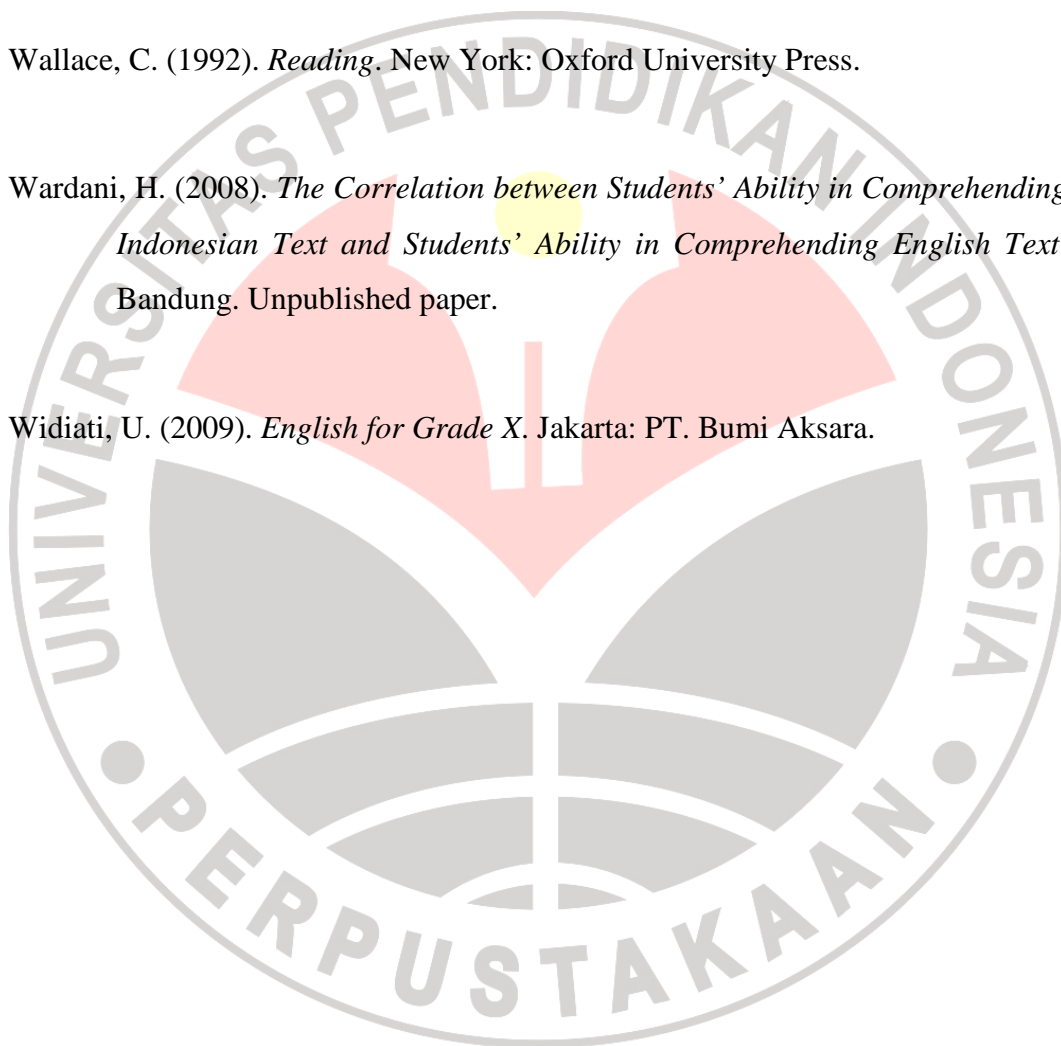 Wallace, C. (1992). Reading. New York: Oxford University Press.
Wardani, H. (2008). The Correlation between Students’ Ability in Comprehending
Indonesian Text and Students’ Ability in Comprehending English Text
Bandung. Unpublished paper.
Widiati, U. (2009). English for Grade X. Jakarta: PT. Bumi Aksara.
UNIVERSITAS PENDIDIKAN INDONESIA
PERPUSTAKAAN